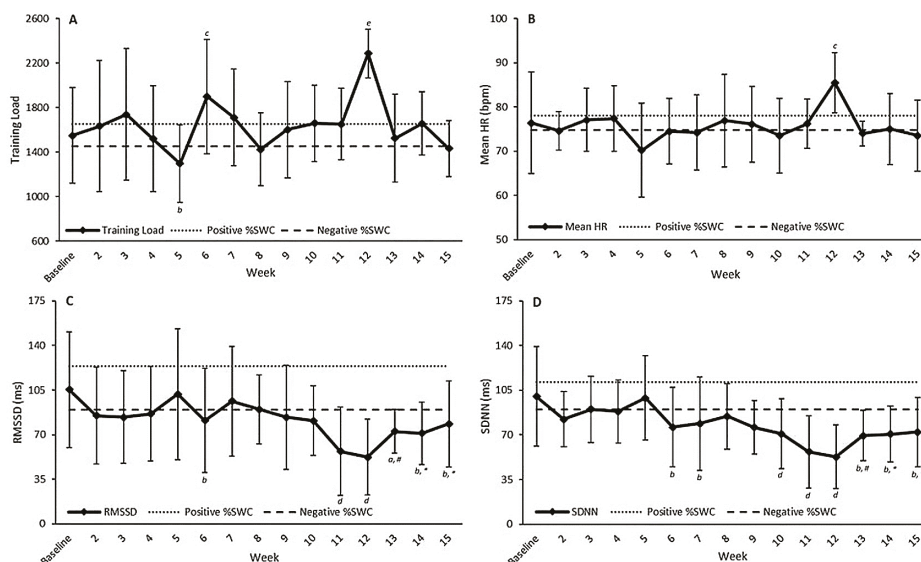 A
2600
2200
1800
1400
1000
600
Training Load
c
e
b
Training Load Positive %SWC Negative %SWC
Baseline 2 3 4 5 6 7 8 9 10 11 12 13 14 15
Week
B
100
90
80
70
60
50
Mean HR (bpm)
c
Mean HR Positive %SWC Negative %SWC
Baseline 2 3 4 5 6 7 8 9 10 11 12 13 14 15
Week
C
175
140
105
70
35
0
RMSSD (ms)
b
d
d
a, #
b, *
b, *
RMSSD Positive %SWC Negative %SWC
Baseline 2 3 4 5 6 7 8 9 10 11 12 13 14 15
Week
D
175
140
105
70
35
0
SDNN (ms)
b
b
d
d
d
b, #
b, *
b,
SDNN Positive %SWC Negative %SWC
Baseline 2 3 4 5 6 7 8 9 10 11 12 13 14 15
Week